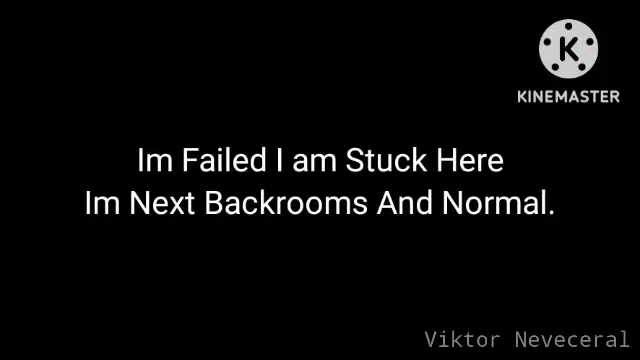 KINEMASTER
Im Failed I am Stuck Here
Im Next Backrooms And Normal.
Viktor Neveceral